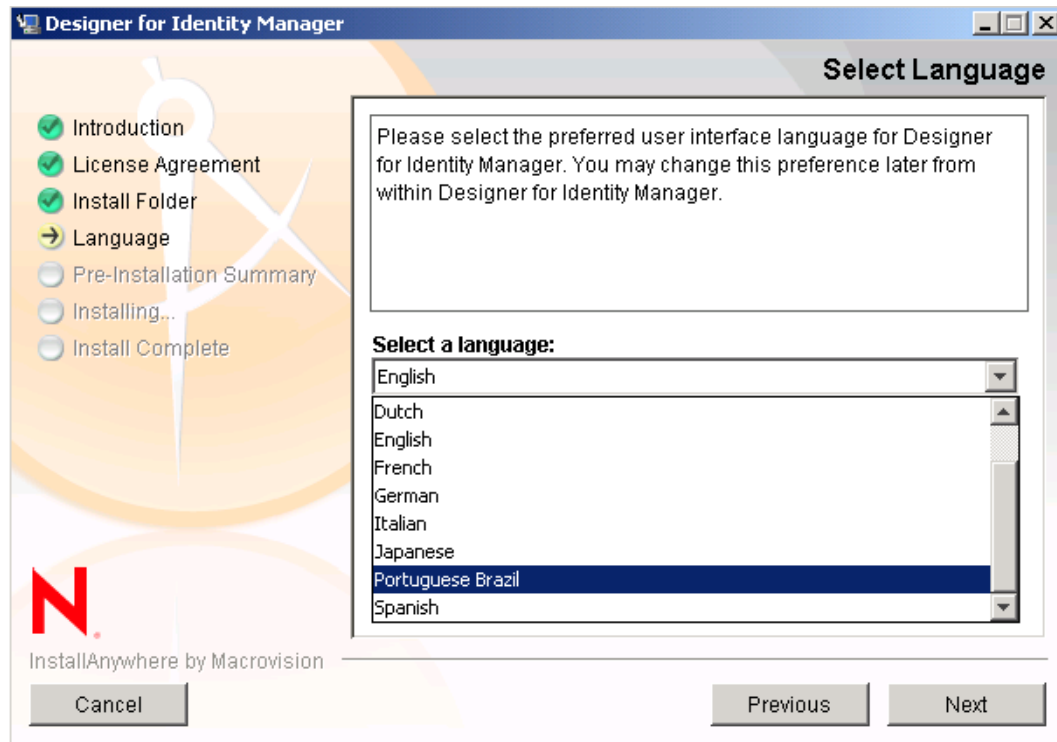 Designer for Identity Manager
Select Language
Introduction
License Agreement
Install Folder
Language
Pre-Installation Summary
Installing...
Install Complete
Please select the preferred user interface language for Designer
for Identity Manager. You may change this preference later from
within Designer for Identity Manager.
Select a language:
English
Dutch
English
French
German
Italian
Japanese
Portuguese Brazil
Spanish
N
InstallAnywhere by Macrovision
Cancel
Previous
Next